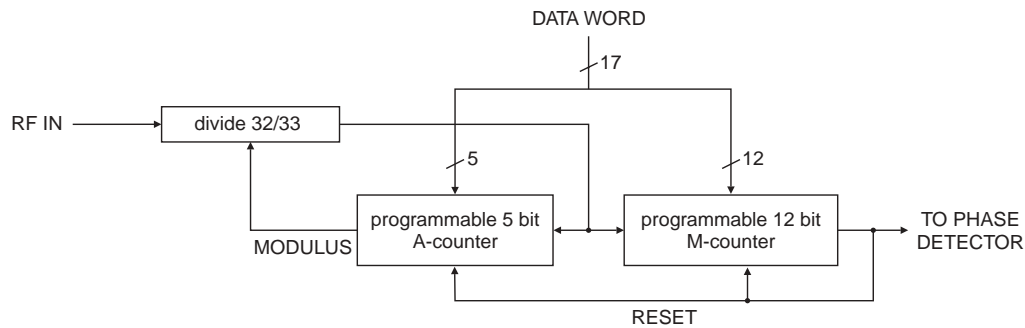 DATA WORD
17
RF IN
divide 32/33
5
12
programmable 5 bit
A-counter
programmable 12 bit
M-counter
TO PHASE
DETECTOR
MODULUS
RESET